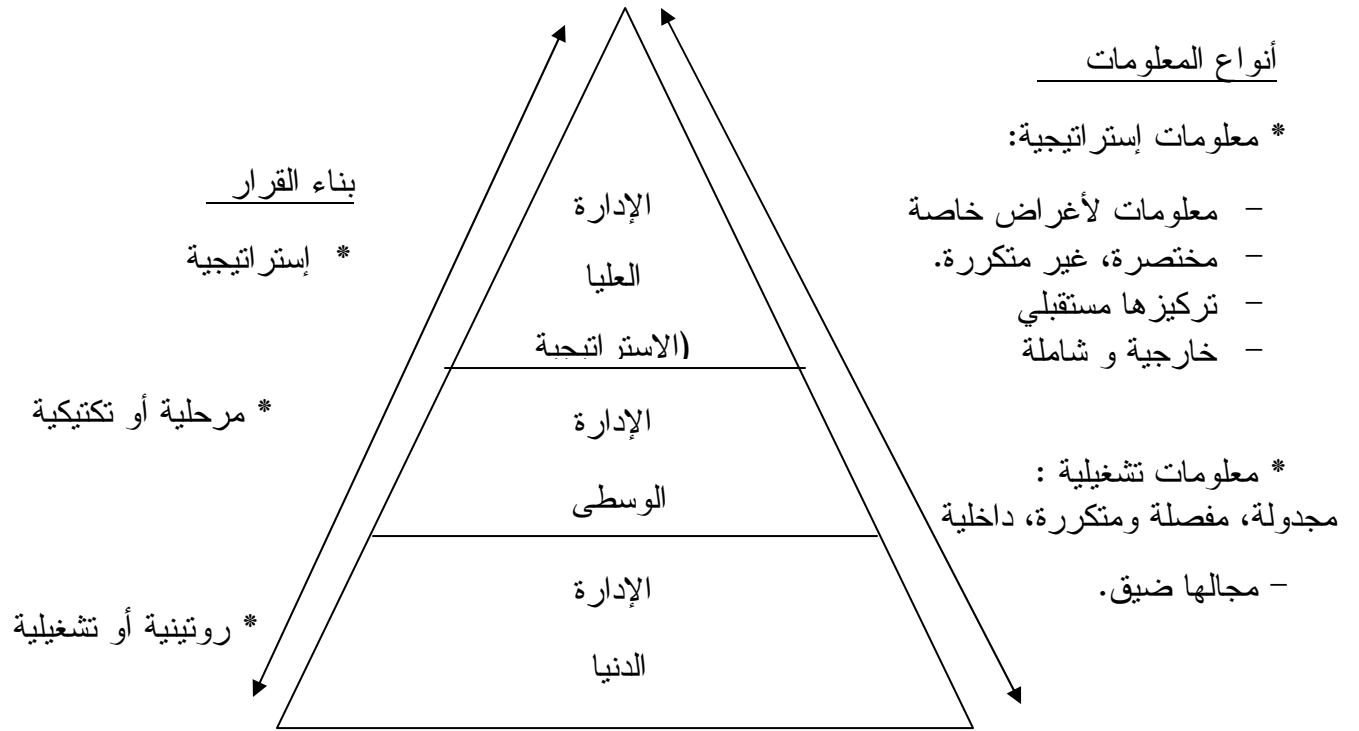 أنواع المعلومات
* معلومات إستراتيجية:
- معلومات لأغراض خاصة
- مختصرة، غير متكررة.
- تركيزها مستقبلي
- خارجية و شاملة
* معلومات تشغيلية :
مجدولة، مفصلة ومتكررة، داخلية
- مجالها ضيق.
الإدارة
العليا
(الاستراتيجية
الإدارة
الوسطى
الإدارة
الدنيا
بناء القرار
* إستراتيجية
* مرحلية أو تكتيكية
* روتينية أو تشغيلية